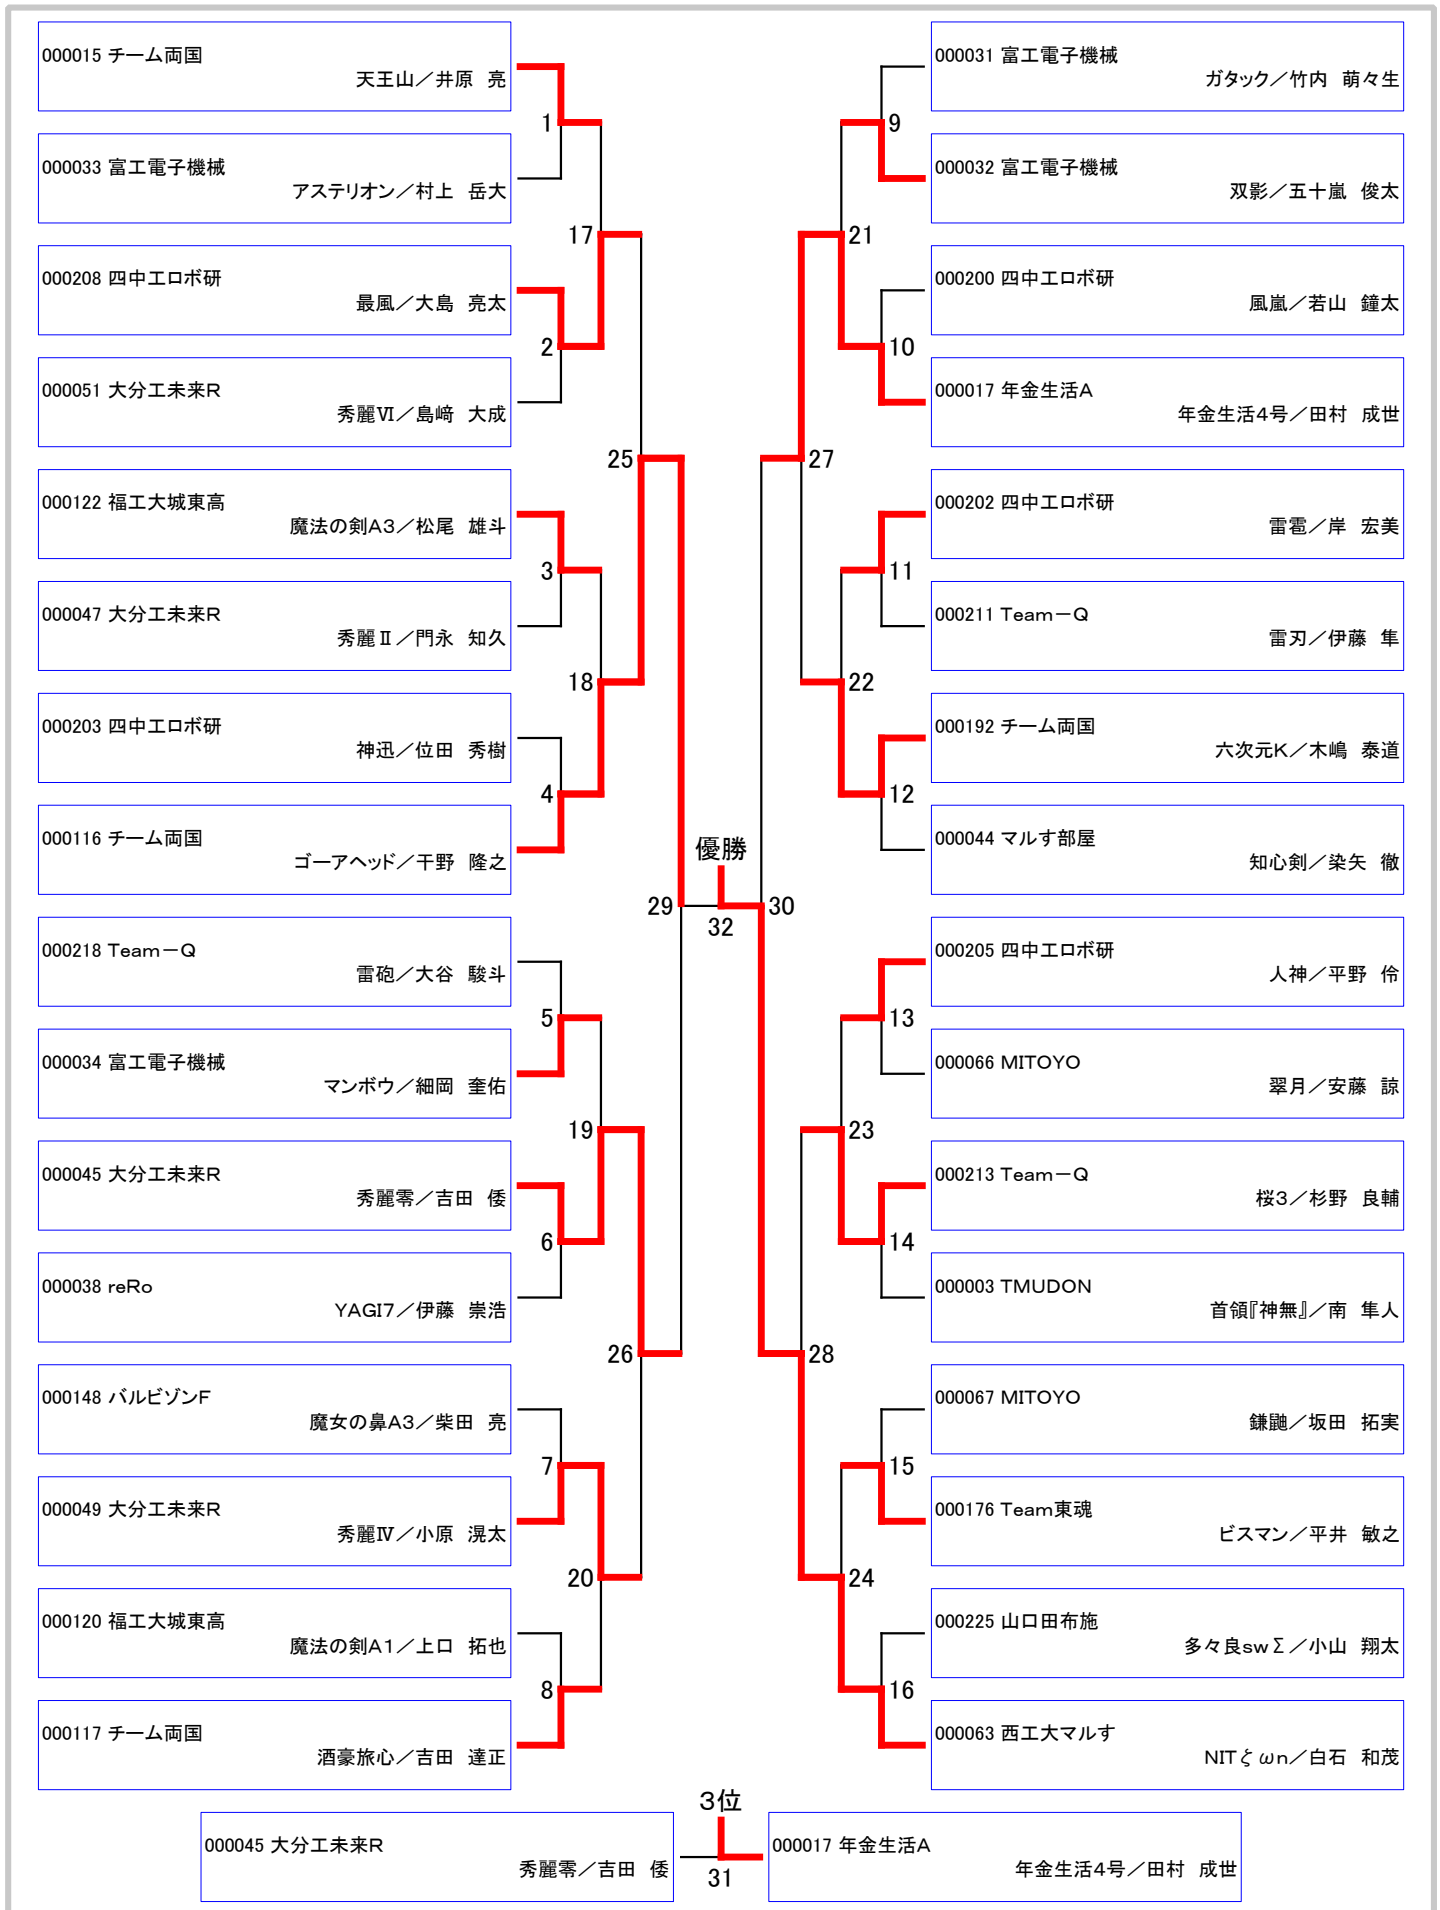 000015 チーム両国
天王山／井原 亮
000033 富工電子機械
アステリオン／村上 岳大
000208 四中工ロボ研
最風／大島 亮太
000051 大分工未来R
秀麗Ⅵ／島﨑 大成
000122 福工大城東高
魔法の剣A3／松尾 雄斗
000047 大分工未来R
秀麗Ⅱ／門永 知久
000203 四中工ロボ研
神迅／位田 秀樹
000116 チーム両国
ゴーアヘッド／干野 隆之
000218 Team－Q
雷砲／大谷 駿斗
000034 富工電子機械
マンボウ／細岡 奎佑
000045 大分工未来R
秀麗零／吉田 倭
000038 reRo
YAGI7／伊藤 崇浩
000148 バルビゾンF
魔女の鼻A3／柴田 亮
000049 大分工未来R
秀麗Ⅳ／小原 滉太
000120 福工大城東高
魔法の剣A1／上口 拓也
000117 チーム両国
酒豪旅心／吉田 達正
1
2
3
4
5
6
7
8
17
18
19
20
25
26
29
優勝
32
30
27
28
21
22
23
24
9
10
11
12
13
14
15
16
000031 富工電子機械
ガタック／竹内 萌々生
000032 富工電子機械
双影／五十嵐 俊太
000200 四中工ロボ研
風嵐／若山 鐘太
000017 年金生活A
年金生活4号／田村 成世
000202 四中工ロボ研
雷雹／岸 宏美
000211 Team－Q
雷刃／伊藤 隼
000192 チーム両国
六次元K／木嶋 泰道
000044 マルす部屋
知心剣／染矢 徹
000205 四中工ロボ研
人神／平野 伶
000066 MITOYO
翠月／安藤 諒
000213 Team－Q
桜3／杉野 良輔
000003 TMUDON
首領『神無』／南 隼人
000067 MITOYO
鎌鼬／坂田 拓実
000176 Team東魂
ビスマン／平井 敏之
000225 山口田布施
多々良swΣ／小山 翔太
000063 西工大マルす
NITζωn／白石 和茂
3位
000045 大分工未来R
秀麗零／吉田 倭
31
000017 年金生活A
年金生活4号／田村 成世